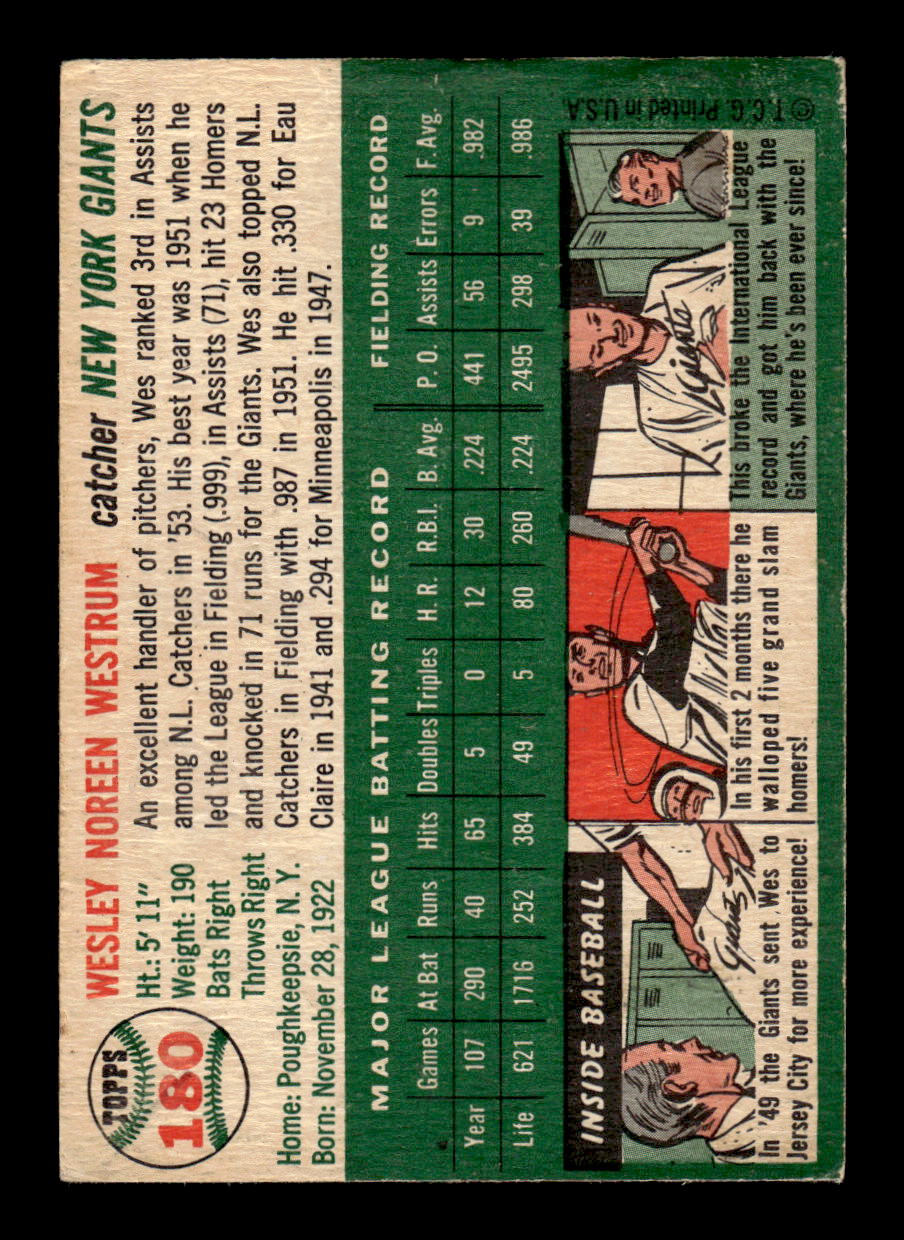 TOPPS
180
WESLEY NOREEN WESTRUM catcher NEW YORK GIANTS
Ht.: 5' 11"
Weight: 190
Bats Right
Throws Right
Home: Poughkeepsie, N. Y.
Born: November 28, 1922
An excellent handler of pitchers, Wes ranked 3rd in Assists
among N.L. Catchers in '53. His best year was 1951 when he
led the League in Fielding (.999), in Assists (71), hit 23 Homers
and knocked in 71 runs for the Giants. Wes also topped N.L.
Catchers in Fielding with .987 in 1951. He hit .330 for Eau
Claire in 1941 and .294 for Minneapolis in 1947.
MAJOR LEAGUE BATTING RECORD FIELDING RECORD
Games At Bat Runs Hits Doubles Triples H. R. R.B.I. B. Avg. P. O. Assists Errors F. Avg.
Year 107 290 40 65 5 0 12 30 .224 441 56 9 .982
Life 621 1716 252 384 49 5 80 260 .224 2495 298 39 .986
INSIDE BASEBALL
Giants
In '49 the Giants sent Wes to
Jersey City for more experience!
In his first 2 months there he
walloped five grand slam
homers!
Giants
This broke the International League
record and got him back with the
Giants, where he's been ever since!
© T. C. G. Printed in U.S.A.